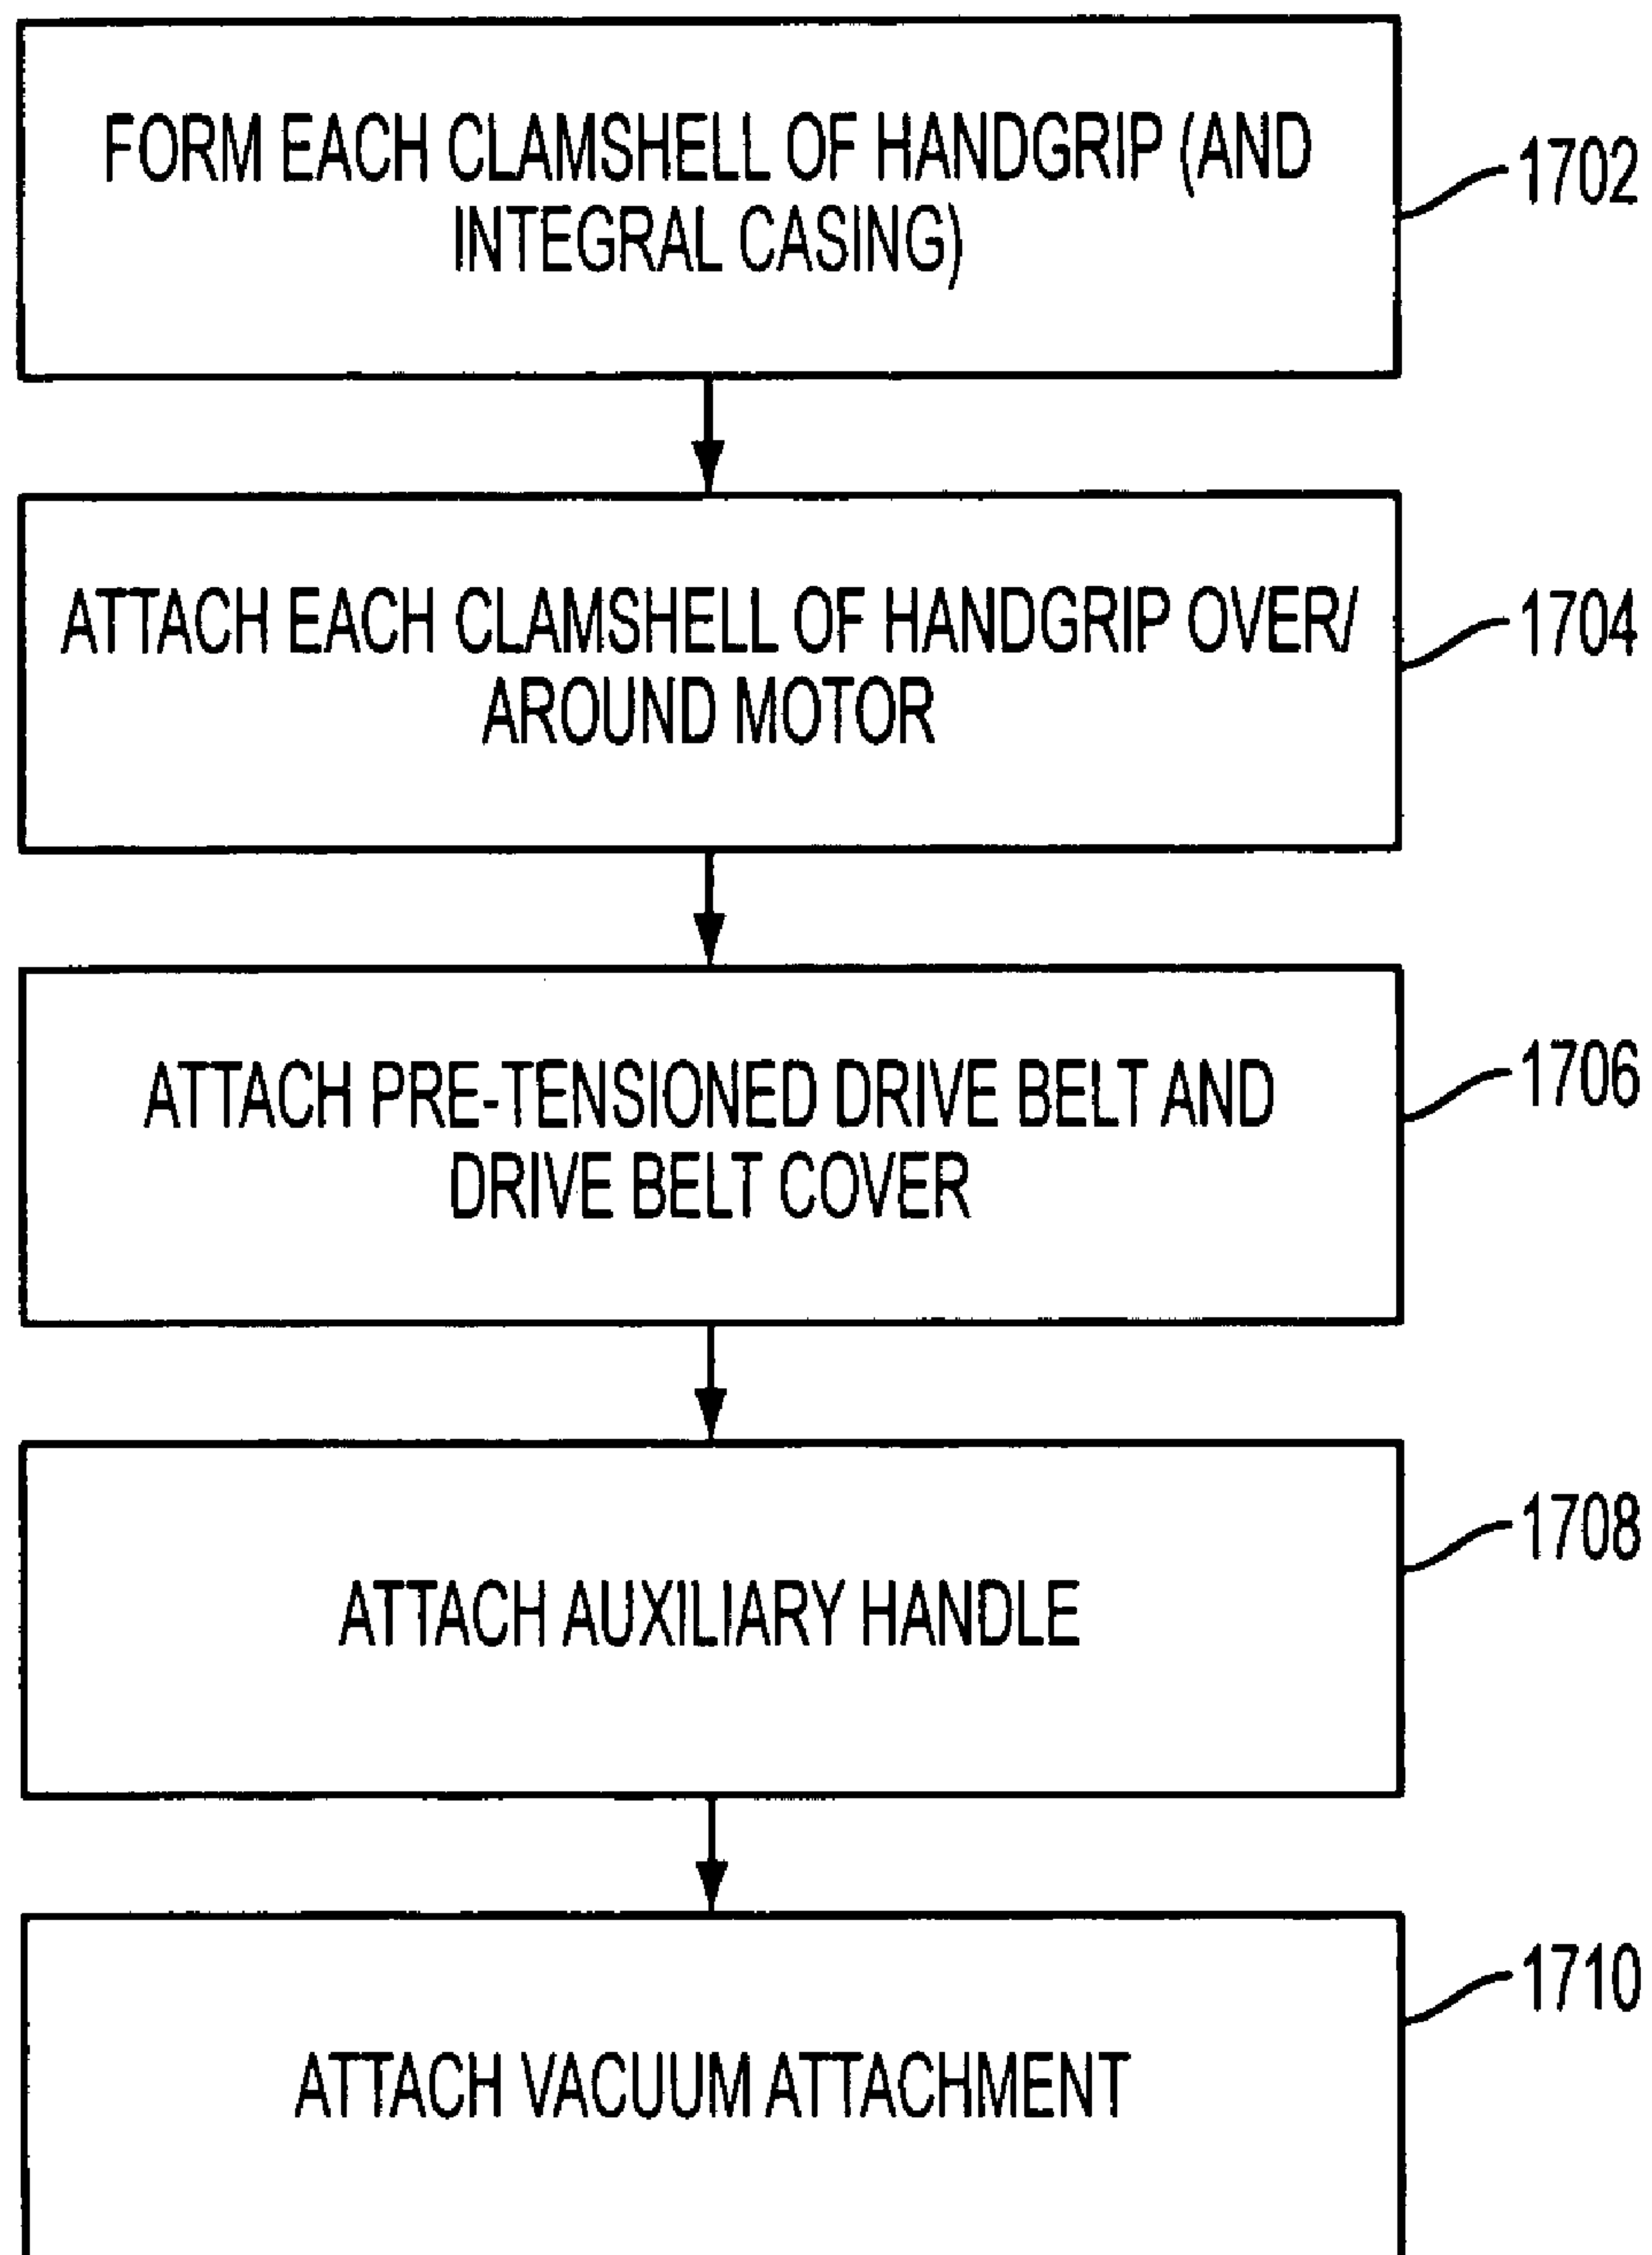 FORM EACH CLAMSHELL OF HANDGRIP (AND
INTEGRAL CASING)
1702
ATTACH EACH CLAMSHELL OF HANDGRIP OVER/
AROUND MOTOR
1704
ATTACH PRE-TENSIONED DRIVE BELT AND
DRIVE BELT COVER
1706
ATTACH AUXILIARY HANDLE
1708
ATTACH VACUUM ATTACHMENT
1710